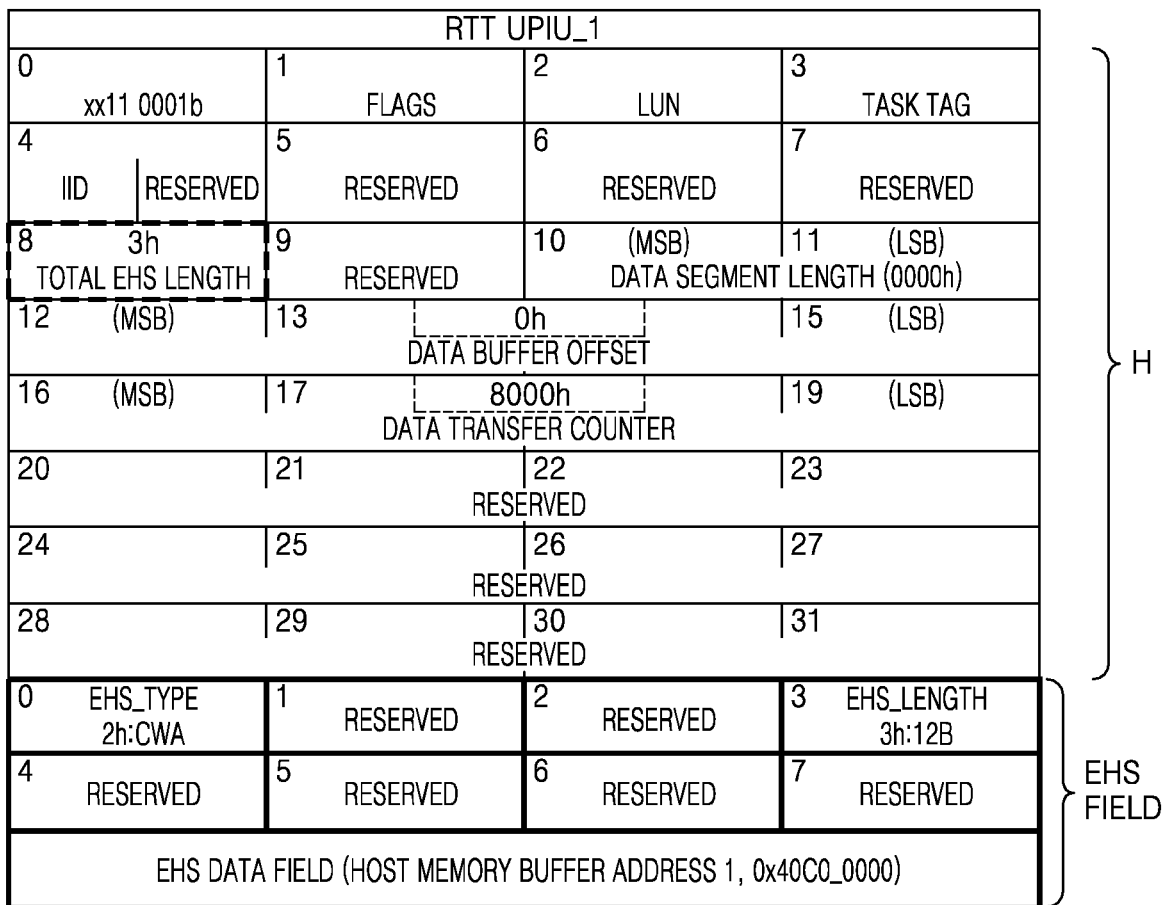 RTT UPIU_1
0 1 2 3
xx11 0001b FLAGS LUN TASK TAG
4 5 6 7
IID RESERVED RESERVED RESERVED RESERVED
8 3h 9 10 (MSB) 11 (LSB)
TOTAL EHS LENGTH RESERVED DATA SEGMENT LENGTH (0000h)
12 (MSB) 13 0h 15 (LSB)
DATA BUFFER OFFSET
H
16 (MSB) 17 8000h 19 (LSB)
DATA TRANSFER COUNTER
20 21 22 23
RESERVED
24 25 26 27
RESERVED
28 29 30 31
RESERVED
0 EHS_TYPE 1 2 3 EHS_LENGTH
2h:CWA RESERVED RESERVED 3h:12B
4 5 6 7
RESERVED RESERVED RESERVED RESERVED
EHS
FIELD
EHS DATA FIELD (HOST MEMORY BUFFER ADDRESS 1, 0x40C0_0000)